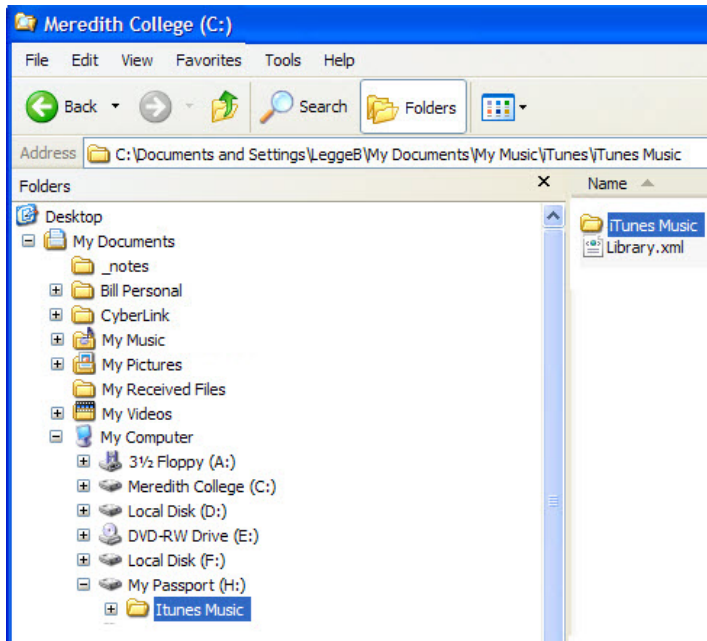 Meredith College (C:)
File Edit View Favorites Tools Help
Back Search Folders
Address C:\Documents and Settings\LeggeB\My Documents\My Music\iTunes\iTunes Music
Folders x Name
Desktop
My Documents
_notes
Bill Personal
CyberLink
My Music
My Pictures
My Received Files
My Videos
My Computer
3½ Floppy (A:)
Meredith College (C:)
Local Disk (D:)
DVD-RW Drive (E:)
Local Disk (F:)
My Passport (H:)
Itunes Music
iTunes Music
Library.xml